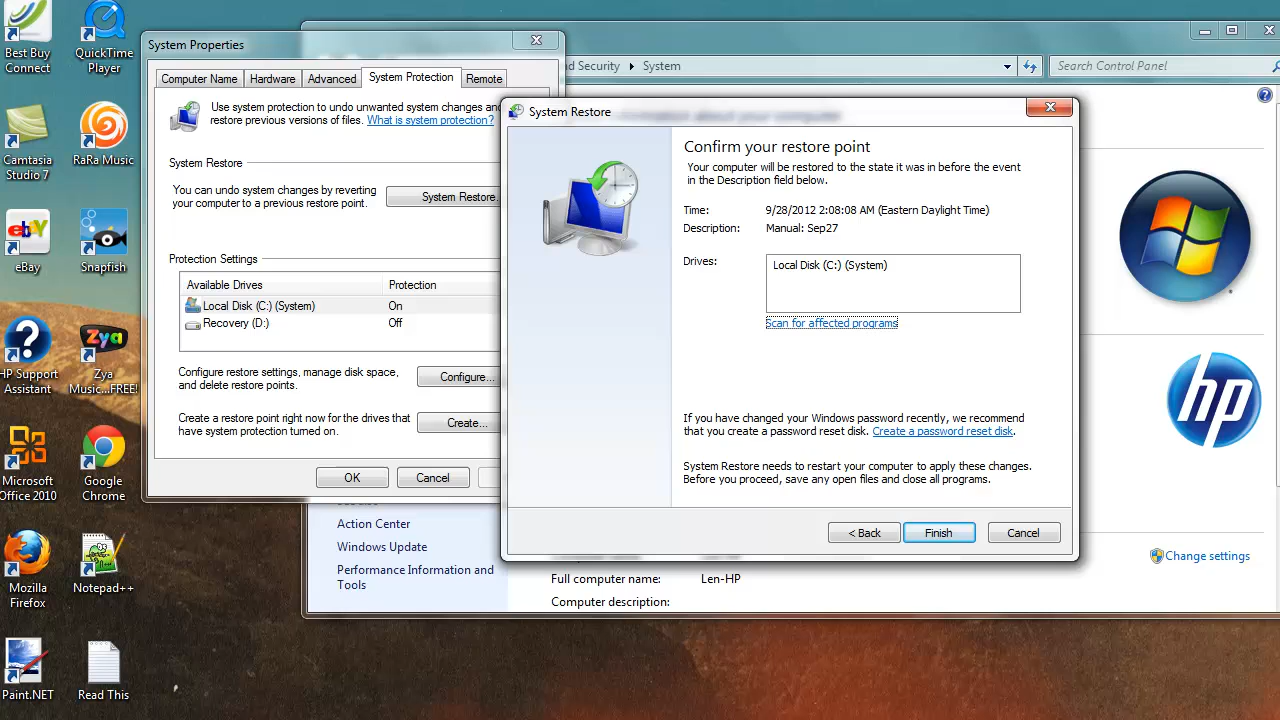 Best Buy
Connect
QuickTime
Player
Camtasia
Studio 7
RaRa Music
ebY
eBay
Snapfish
HP Support
Assistant
Zya
Zya
Music...FREE!
Microsoft
Office 2010
Google
Chrome
Mozilla
Firefox
Notepad++
Paint.NET
Read This
System Properties
Computer Name
Hardware
Advanced
System Protection
Remote
Use system protection to undo unwanted system changes and
restore previous versions of files. What is system protection?
System Restore
You can undo system changes by reverting
your computer to a previous restore point.
System Restore.
Protection Settings
Available Drives Protection
Local Disk (C:) (System) On
Recovery (D:) Off
Configure restore settings, manage disk space,
and delete restore points.
Configure...
Create a restore point right now for the drives that
have system protection turned on.
Create...
OK
Cancel
nd Security ▸ System
Search Control Panel
information about your computer
System Restore
Confirm your restore point
Your computer will be restored to the state it was in before the event
in the Description field below.
Time: 9/28/2012 2:08:08 AM (Eastern Daylight Time)
Description: Manual: Sep27
Drives:
Local Disk (C:) (System)
Scan for affected programs
If you have changed your Windows password recently, we recommend
that you create a password reset disk. Create a password reset disk.
System Restore needs to restart your computer to apply these changes.
Before you proceed, save any open files and close all programs.
< Back
Finish
Cancel
hp
Action Center
Windows Update
Performance Information and
Tools
Change settings
Full computer name: Len-HP
Computer description: